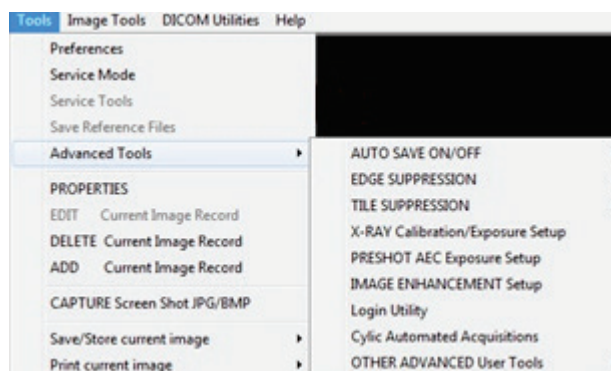 Tools Image Tools DICOM Utilities Help
Preferences
Service Mode
Service Tools
Save Reference Files
Advanced Tools
PROPERTIES
EDIT Current Image Record
DELETE Current Image Record
ADD Current Image Record
CAPTURE Screen Shot JPG/BMP
Save/Store current image
Print current image
AUTO SAVE ON/OFF
EDGE SUPPRESSION
TILE SUPPRESSION
X-RAY Calibration/Exposure Setup
PRESHOT AEC Exposure Setup
IMAGE ENHANCEMENT Setup
Login Utility
Cylic Automated Acquisitions
OTHER ADVANCED User Tools